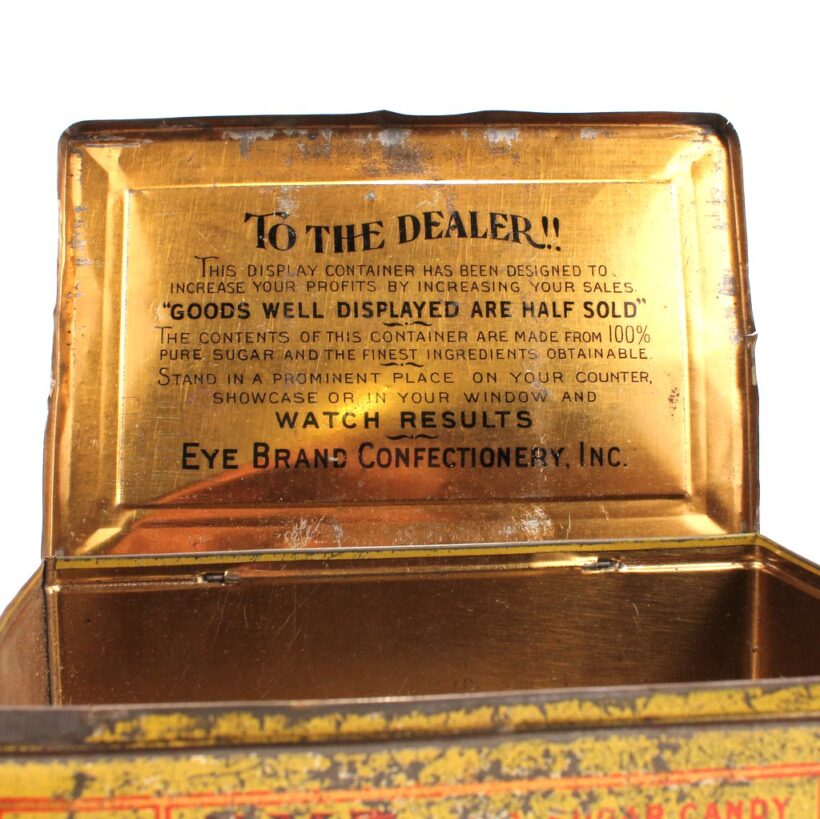 TO THE DEALER!!
THIS DISPLAY CONTAINER HAS BEEN DESIGNED TO
INCREASE YOUR PROFITS BY INCREASING YOUR SALES.
"GOODS WELL DISPLAYED ARE HALF SOLD"
THE CONTENTS OF THIS CONTAINER ARE MADE FROM 100%
PURE SUGAR AND THE FINEST INGREDIENTS OBTAINABLE.
STAND IN A PROMINENT PLACE ON YOUR COUNTER,
SHOWCASE OR IN YOUR WINDOW AND
WATCH RESULTS
EYE BRAND CONFECTIONERY, INC.
SUGAR CANDY